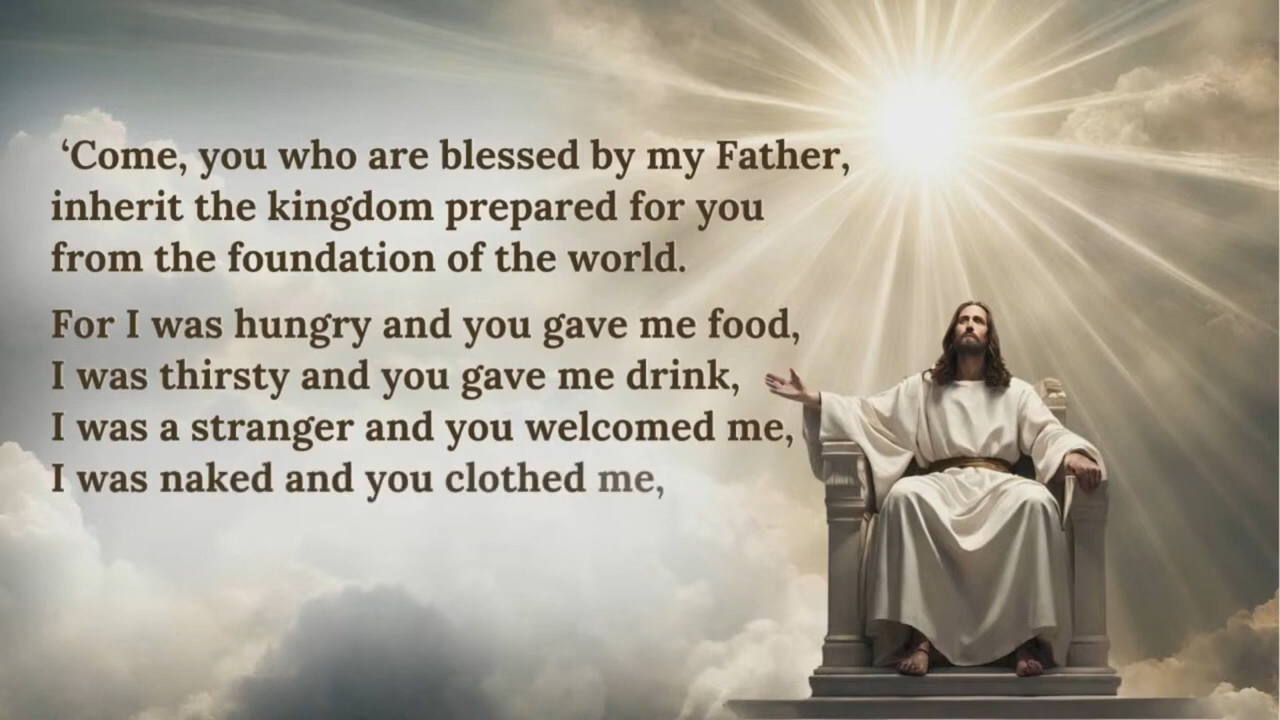 ‘Come, you who are blessed by my Father,
inherit the kingdom prepared for you
from the foundation of the world.
For I was hungry and you gave me food,
I was thirsty and you gave me drink,
I was a stranger and you welcomed me,
I was naked and you clothed me,